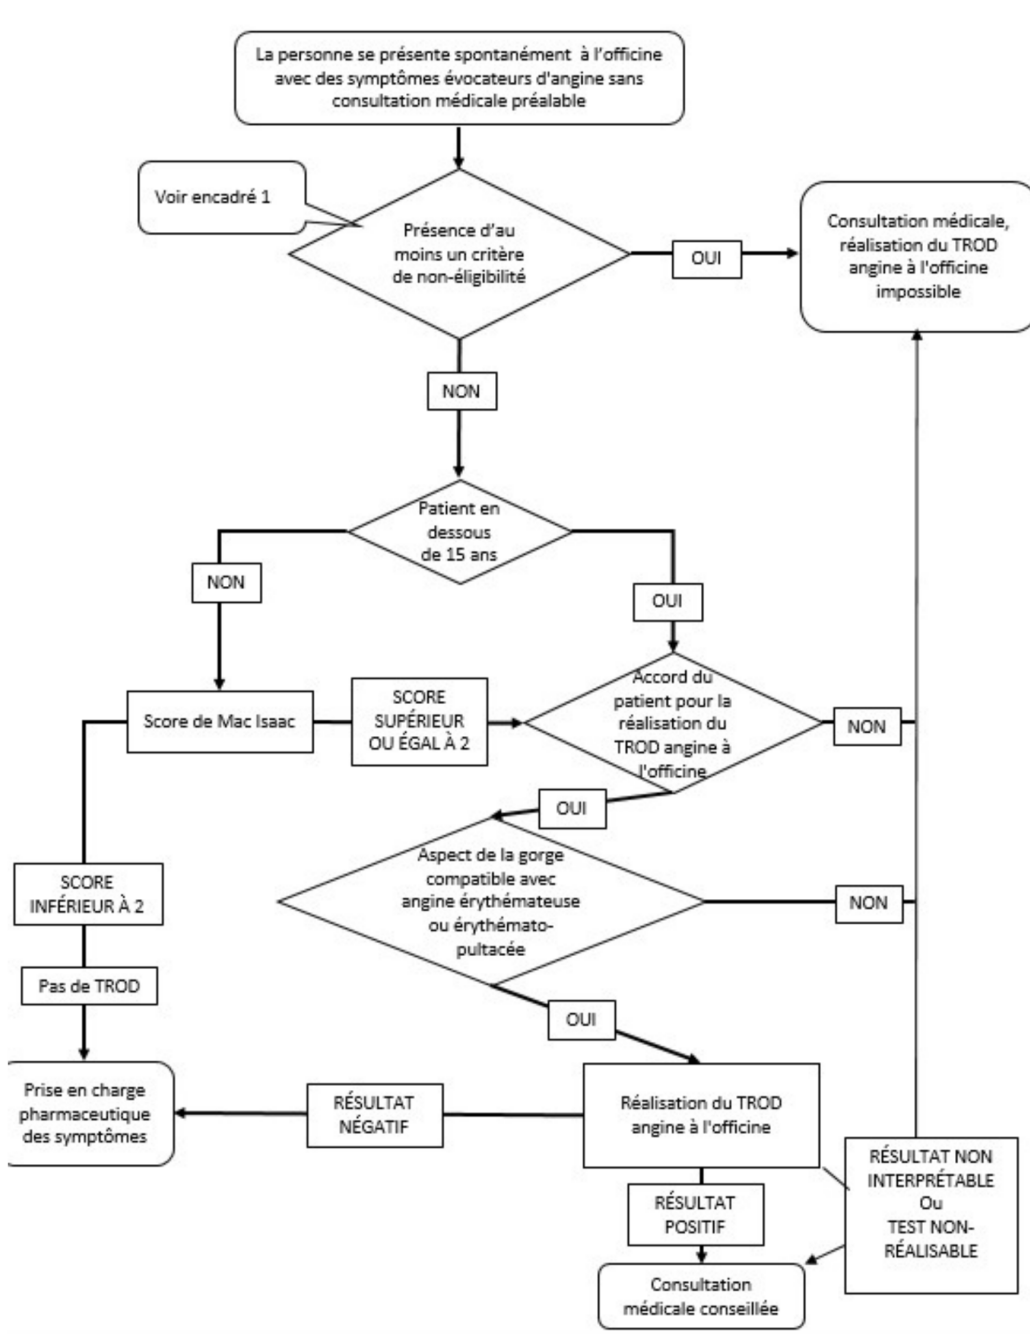 La personne se présente spontanément à l'officine
avec des symptômes évocateurs d'angine sans
consultation médicale préalable
Voir encadré 1
Présence d'au
moins un critère
de non-éligibilité
OUI
Consultation médicale,
réalisation du TROD
angine à l'officine
impossible
NON
Patient en
dessous
de 15 ans
NON
OUI
Score de Mac Isaac
SCORE
SUPÉRIEUR
OU ÉGAL À 2
Accord du
patient pour la
réalisation du
TROD angine à
l'officine
NON
OUI
Aspect de la gorge
compatible avec
angine érythémateuse
ou érythémato-
pultacée
NON
SCORE
INFÉRIEUR À 2
Pas de TROD
OUI
Prise en charge
pharmaceutique
des symptômes
RÉSULTAT
NÉGATIF
Réalisation du TROD
angine à l'officine
RÉSULTAT NON
INTERPRÉTABLE
Ou
TEST NON-
RÉALISABLE
RÉSULTAT
POSITIF
Consultation
médicale conseillée